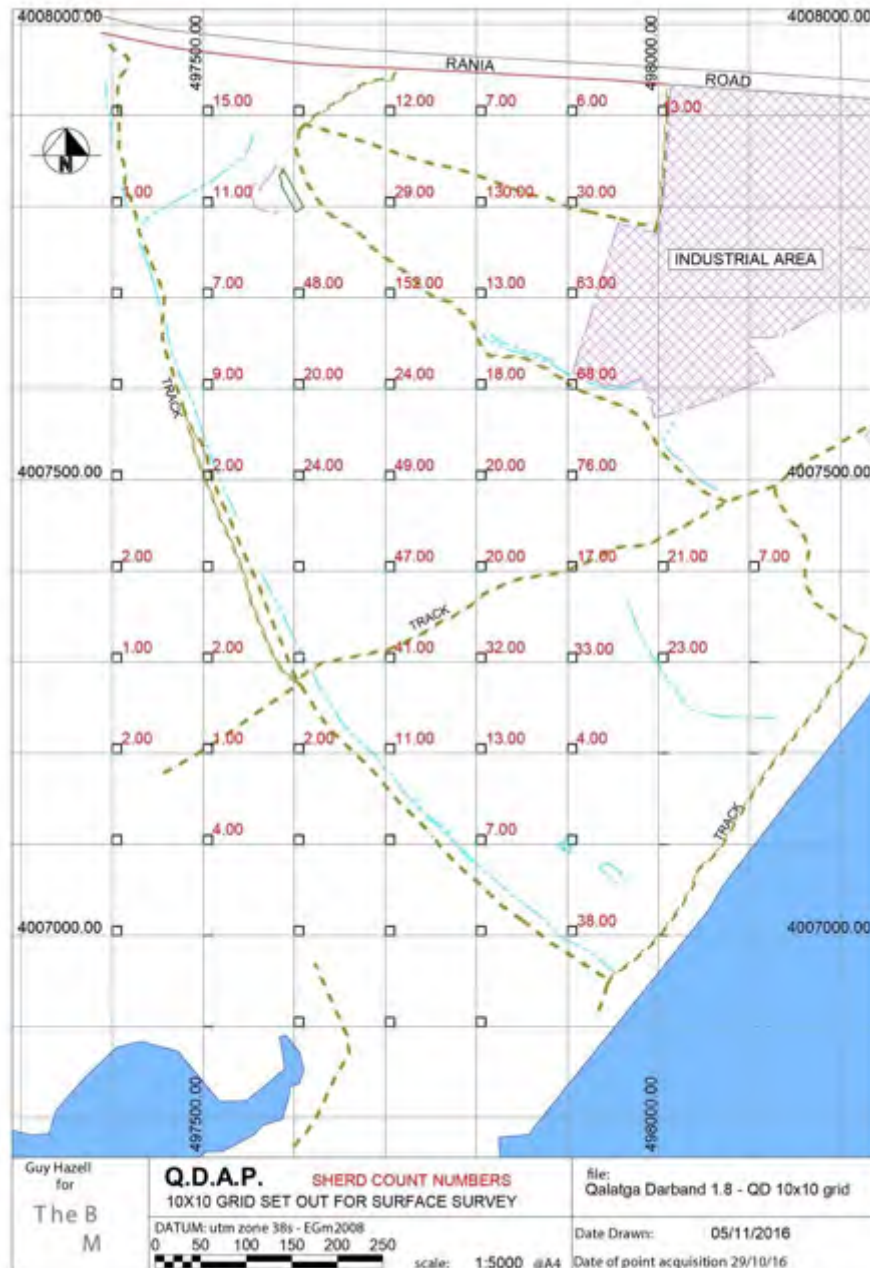 4008000.00 4008000.00
497500.00 498000.00
RANIA ROAD
15.00 12.00 7.00 6.00 3.00
1.00 11.00 29.00 130.00 30.00
INDUSTRIAL AREA
7.00 48.00 13.00 63.00
9.00 20.00 24.00 18.00 68.00
TRACK
4007500.00 4007500.00
2.00 24.00 49.00 20.00 76.00
2.00 47.00 20.00 17.00 21.00 7.00
TRACK
1.00 2.00 41.00 32.00 33.00 23.00
2.00 1.00 2.00 11.00 13.00 4.00
TRACK
4.00 7.00
4007000.00 38.00 4007000.00
497500.00 498000.00
N
Guy Hazell
for
The B
M
Q.D.A.P. SHERD COUNT NUMBERS
10X10 GRID SET OUT FOR SURFACE SURVEY
DATUM: utm zone 38s - EGm2008
0 50 100 150 200 250
scale: 1:5000 @A4
file:
Qalatga Darband 1.8 - QD 10x10 grid
Date Drawn: 05/11/2016
Date of point acquisition 29/10/16